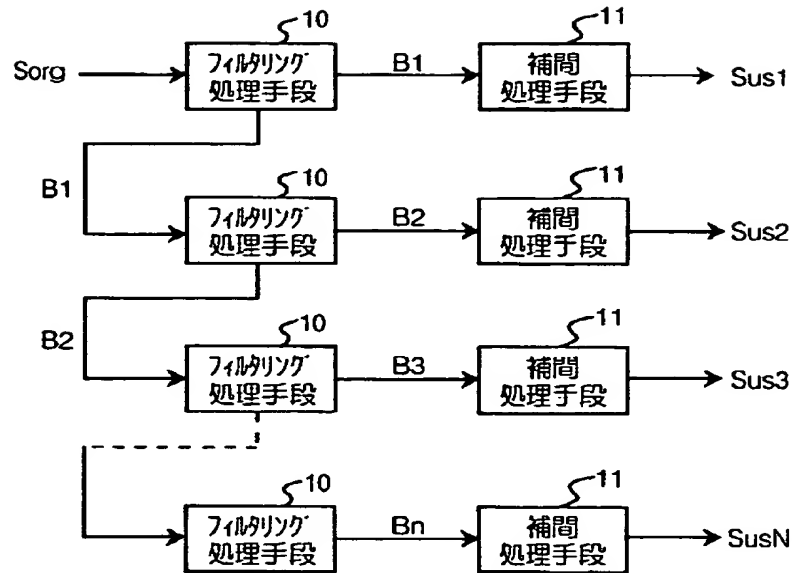 10
11
Sorg
フィルタリング
処理手段
B1
補間
処理手段
Sus1
B1
10
11
フィルタリング
処理手段
B2
補間
処理手段
Sus2
B2
10
11
フィルタリング
処理手段
B3
補間
処理手段
Sus3
10
11
フィルタリング
処理手段
Bn
補間
処理手段
SusN